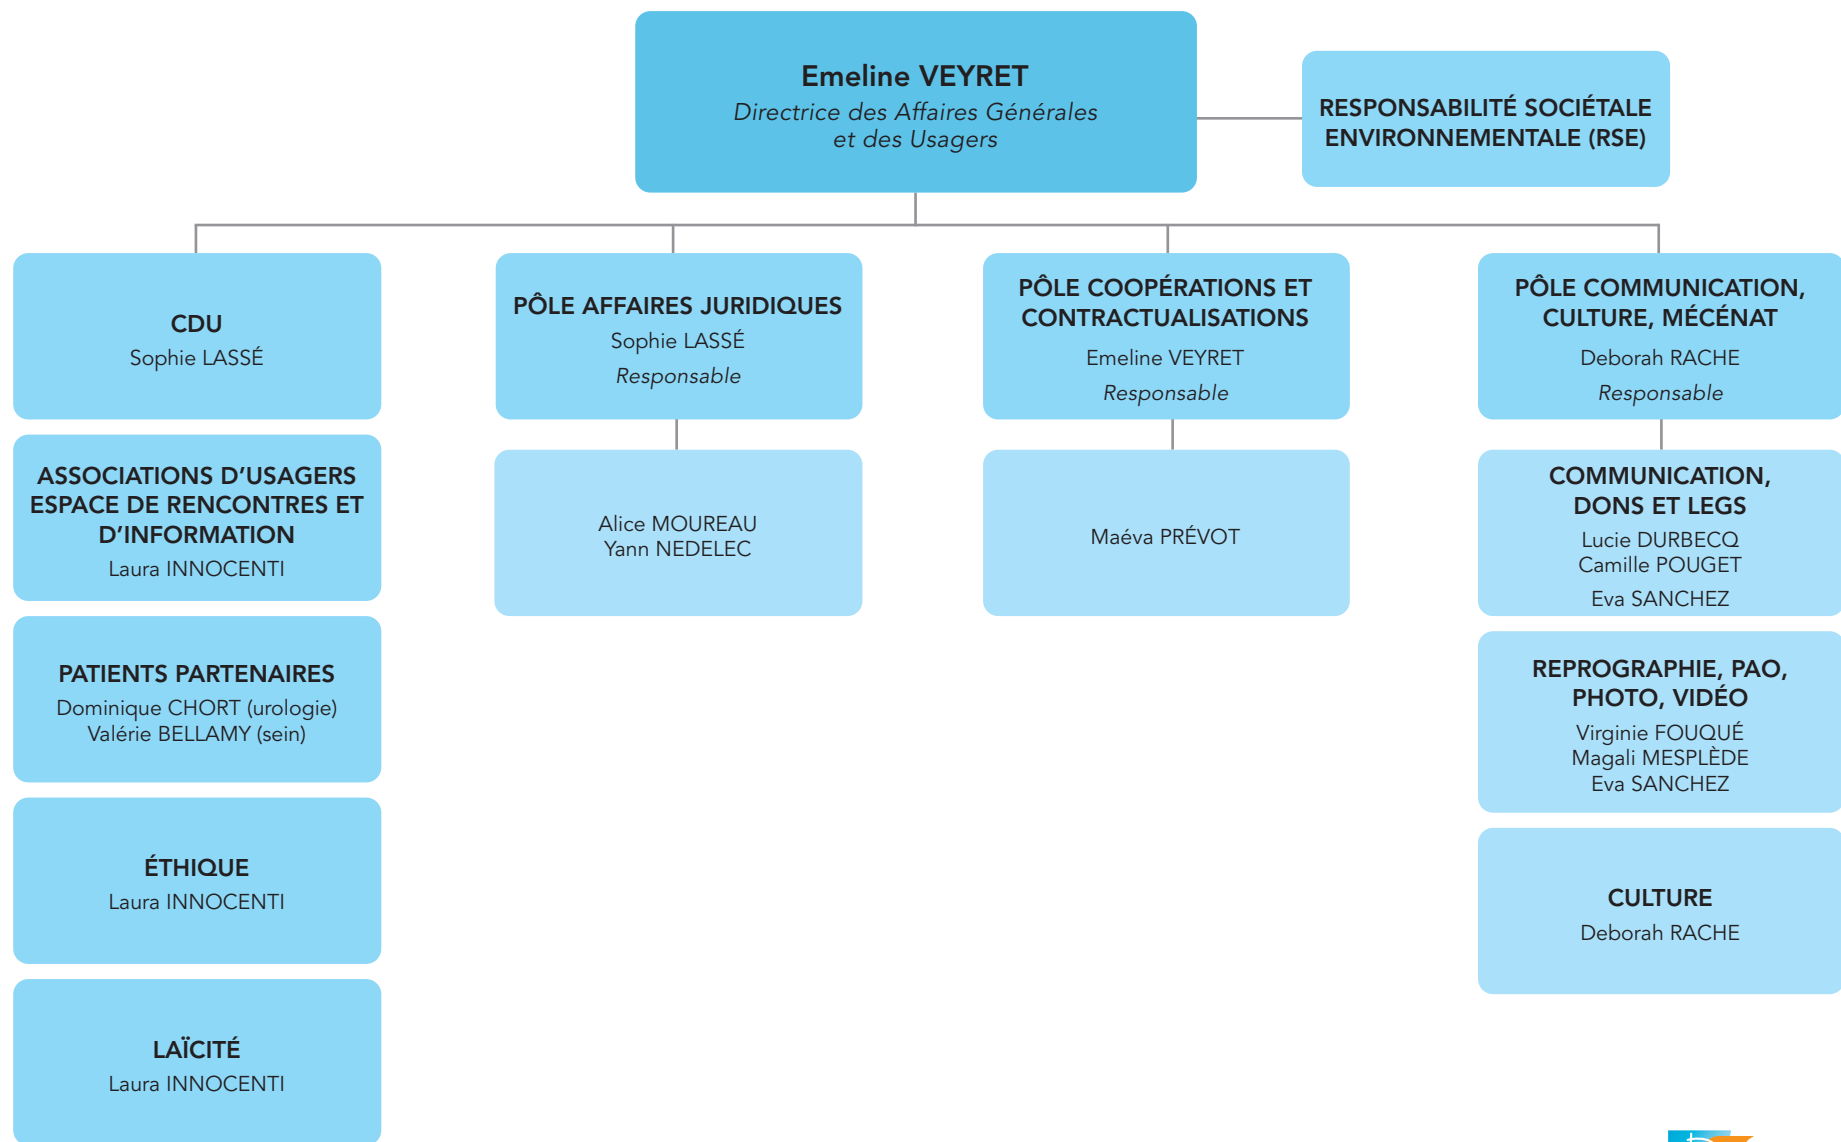 Emeline VEYRET
Directrice des Affaires Générales
et des Usagers
RESPONSABILITÉ SOCIÉTALE
ENVIRONNEMENTALE (RSE)
CDU
Sophie LASSÉ
ASSOCIATIONS D’USAGERS
ESPACE DE RENCONTRES ET
D’INFORMATION
Laura INNOCENTI
PATIENTS PARTENAIRES
Dominique CHORT (urologie)
Valérie BELLAMY (sein)
ÉTHIQUE
Laura INNOCENTI
LAÏCITÉ
Laura INNOCENTI
PÔLE AFFAIRES JURIDIQUES
Sophie LASSÉ
Responsable
Alice MOUREAU
Yann NEDELEC
PÔLE COOPÉRATIONS ET
CONTRACTUALISATIONS
Emeline VEYRET
Responsable
Maéva PRÉVOT
PÔLE COMMUNICATION,
CULTURE, MÉCÉNAT
Deborah RACHE
Responsable
COMMUNICATION,
DONS ET LEGS
Lucie DURBECQ
Camille POUGET
Eva SANCHEZ
REPROGRAPHIE, PAO,
PHOTO, VIDÉO
Virginie FOUQUÉ
Magali MESPLÈDE
Eva SANCHEZ
CULTURE
Deborah RACHE